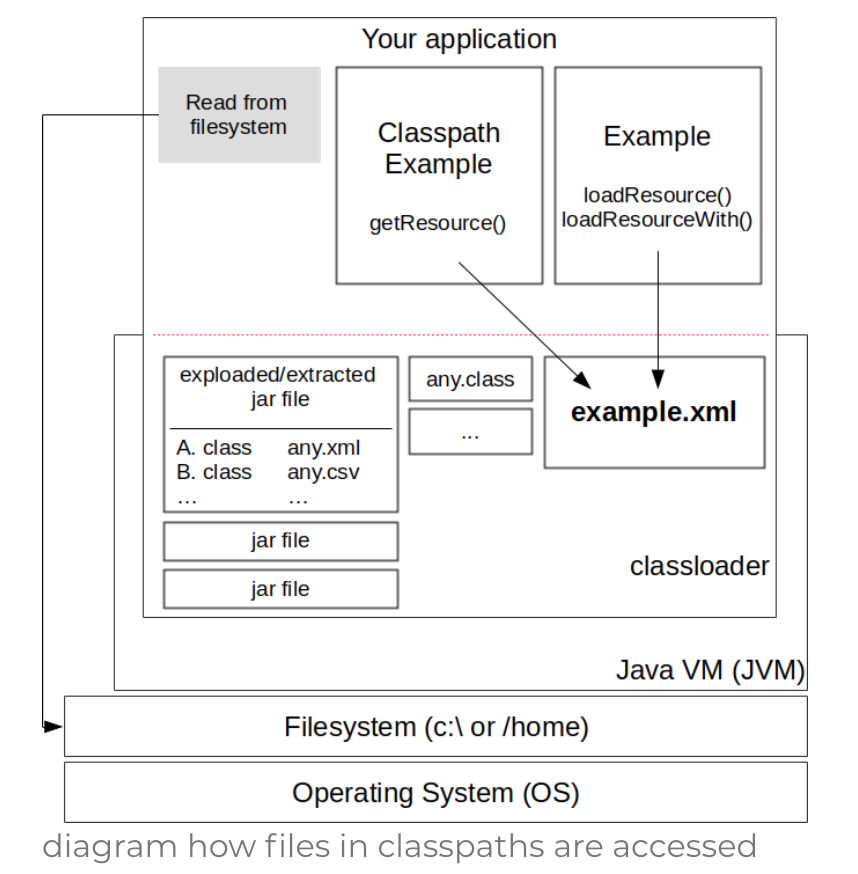 Your application
Read from
filesystem
Classpath
Example
getResource()
Example
loadResource()
loadResourceWith()
exploaded/extracted
jar file
A. class any.xml
B. class any.csv
... ...
jar file
jar file
any.class
...
example.xml
classloader
Java VM (JVM)
Filesystem (c:\ or /home)
Operating System (OS)
diagram how files in classpaths are accessed